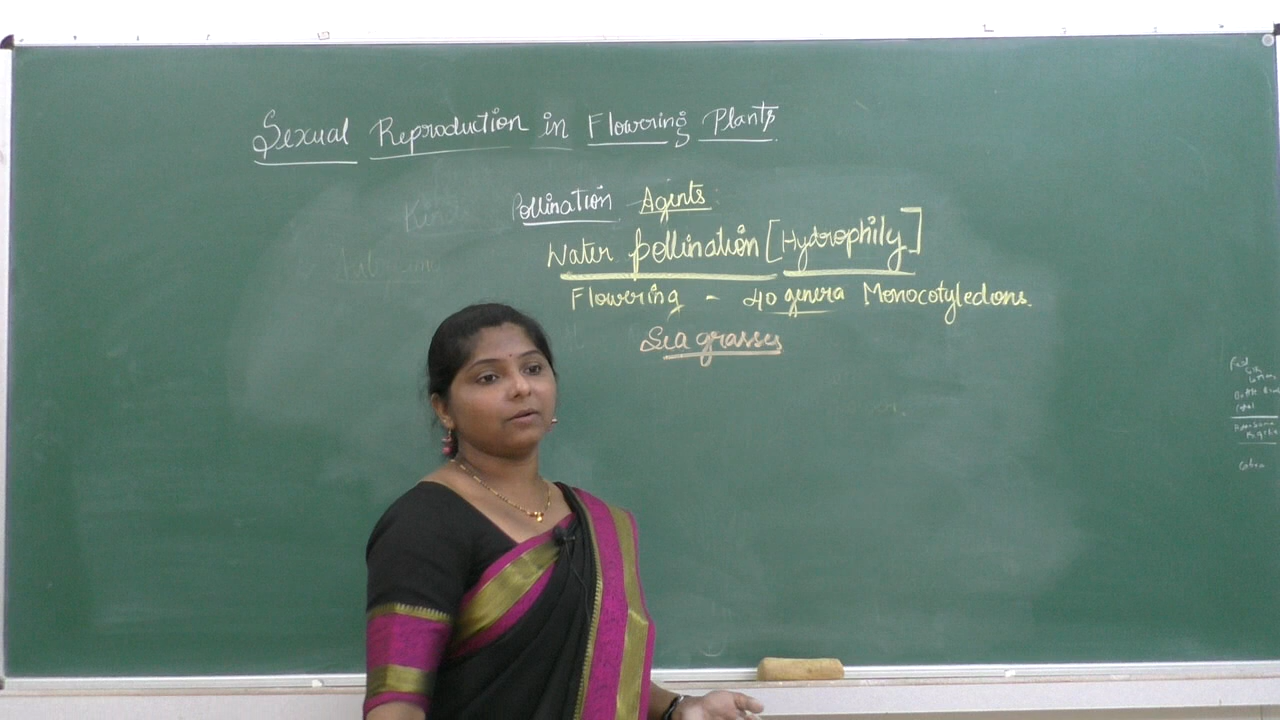 Sexual Reproduction in Flowering Plants
Pollination Agents:
Water pollination [Hydrophily]
Flowering - 40 genera Monocotyledons.
Sea grasses